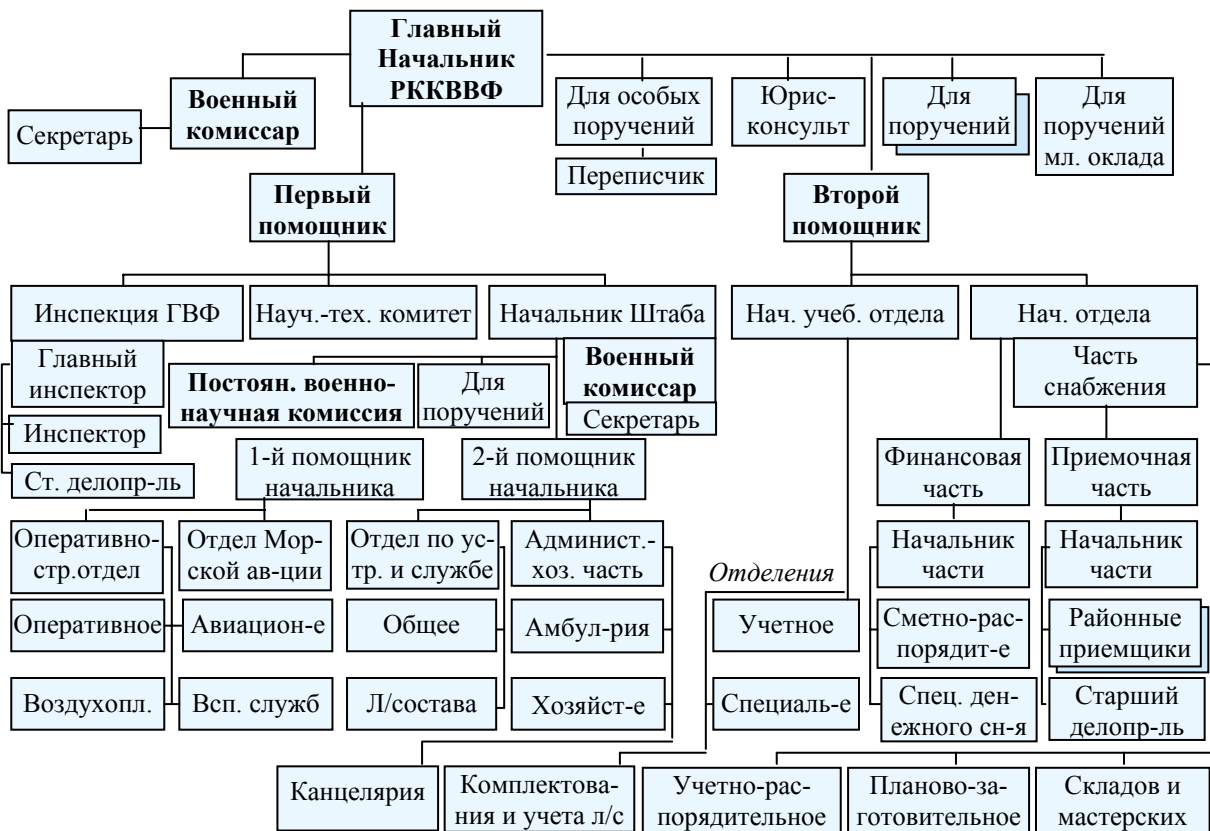 Главный
Начальник
РККВВФ
Военный
комиссар
Секретарь
Для особых
поручений
Переписчик
Юрис-
консульт
Для
поручений
Для
поручений
мл. оклада
Первый
помощник
Второй
помощник
Инспекция ГВФ
Науч.-тех. комитет
Начальник Штаба
Нач. учеб. отдела
Нач. отдела
Главный
инспектор
Инспектор
Ст. делопр-ль
Постоян. военно-
научная комиссия
Для
поручений
Военный
комиссар
Секретарь
Часть
снабжения
1-й помощник
начальника
2-й помощник
начальника
Финансовая
часть
Приемочная
часть
Оперативно-
стр.отдел
Отдел Мор-
ской ав-ции
Отдел по ус-
тр. и службе
Админист.-
хоз. часть
Отделения
Начальник
части
Начальник
части
Оперативное
Авиацион-е
Общее
Амбул-рия
Учетное
Сметно-рас-
порядит-е
Районные
приемщики
Воздухопл.
Всп. служб
Л/состава
Хозяйст-е
Специаль-е
Спец. ден-
ежного сн-я
Старший
делопр-ль
Канцелярия
Комплектова-
ния и учета л/с
Учетно-рас-
порядительное
Планово-за-
готовительное
Складов и
мастерских